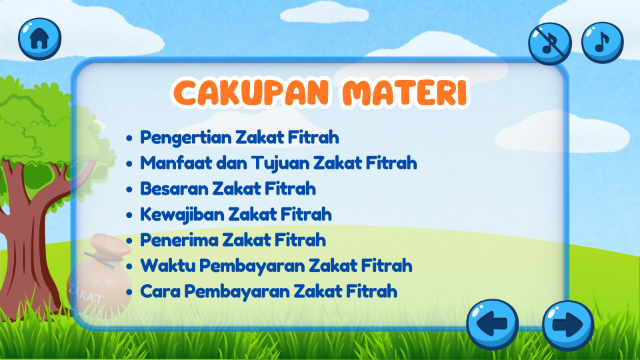 CAKUPAN MATERI
• Pengertian Zakat Fitrah
• Manfaat dan Tujuan Zakat Fitrah
• Besaran Zakat Fitrah
• Kewajiban Zakat Fitrah
• Penerima Zakat Fitrah
• Waktu Pembayaran Zakat Fitrah
• Cara Pembayaran Zakat Fitrah
ZAKAT